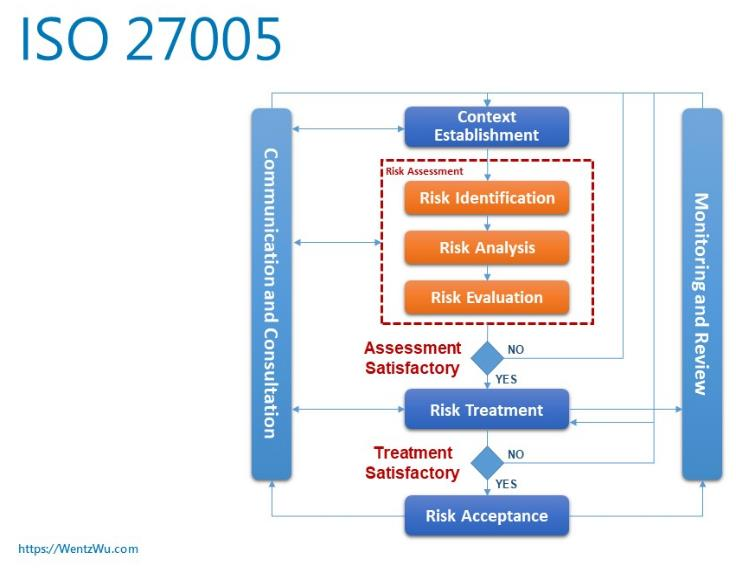 ISO 27005
Context
Establishment
Risk Assessment
Risk Identification
Risk Analysis
Risk Evaluation
Communication and Consultation
Monitoring and Review
Assessment
Satisfactory
NO
YES
Risk Treatment
Treatment
Satisfactory
NO
YES
Risk Acceptance
https://WentzWu.com